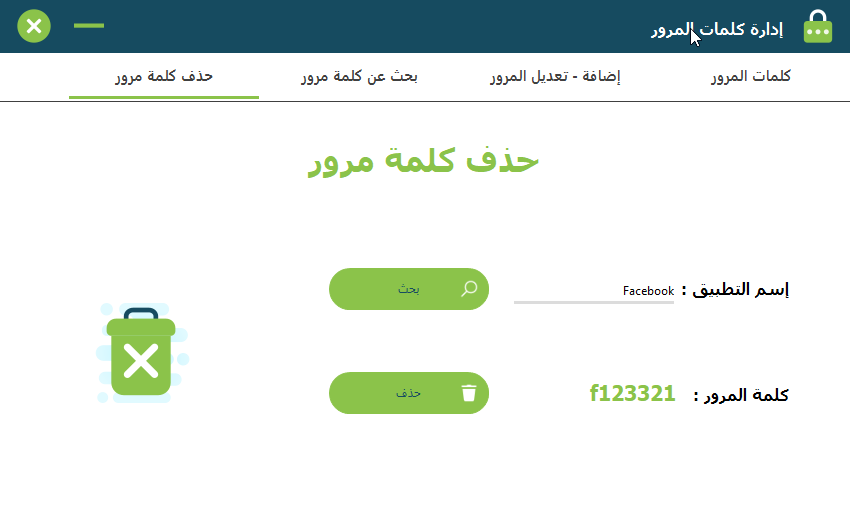 إدارة كلمات المرور
كلمات المرور
إضافة - تعديل المرور
بحث عن كلمة مرور
حذف كلمة مرور
حذف كلمة مرور
إسم التطبيق : Facebook
بحث
كلمة المرور : f123321
حذف